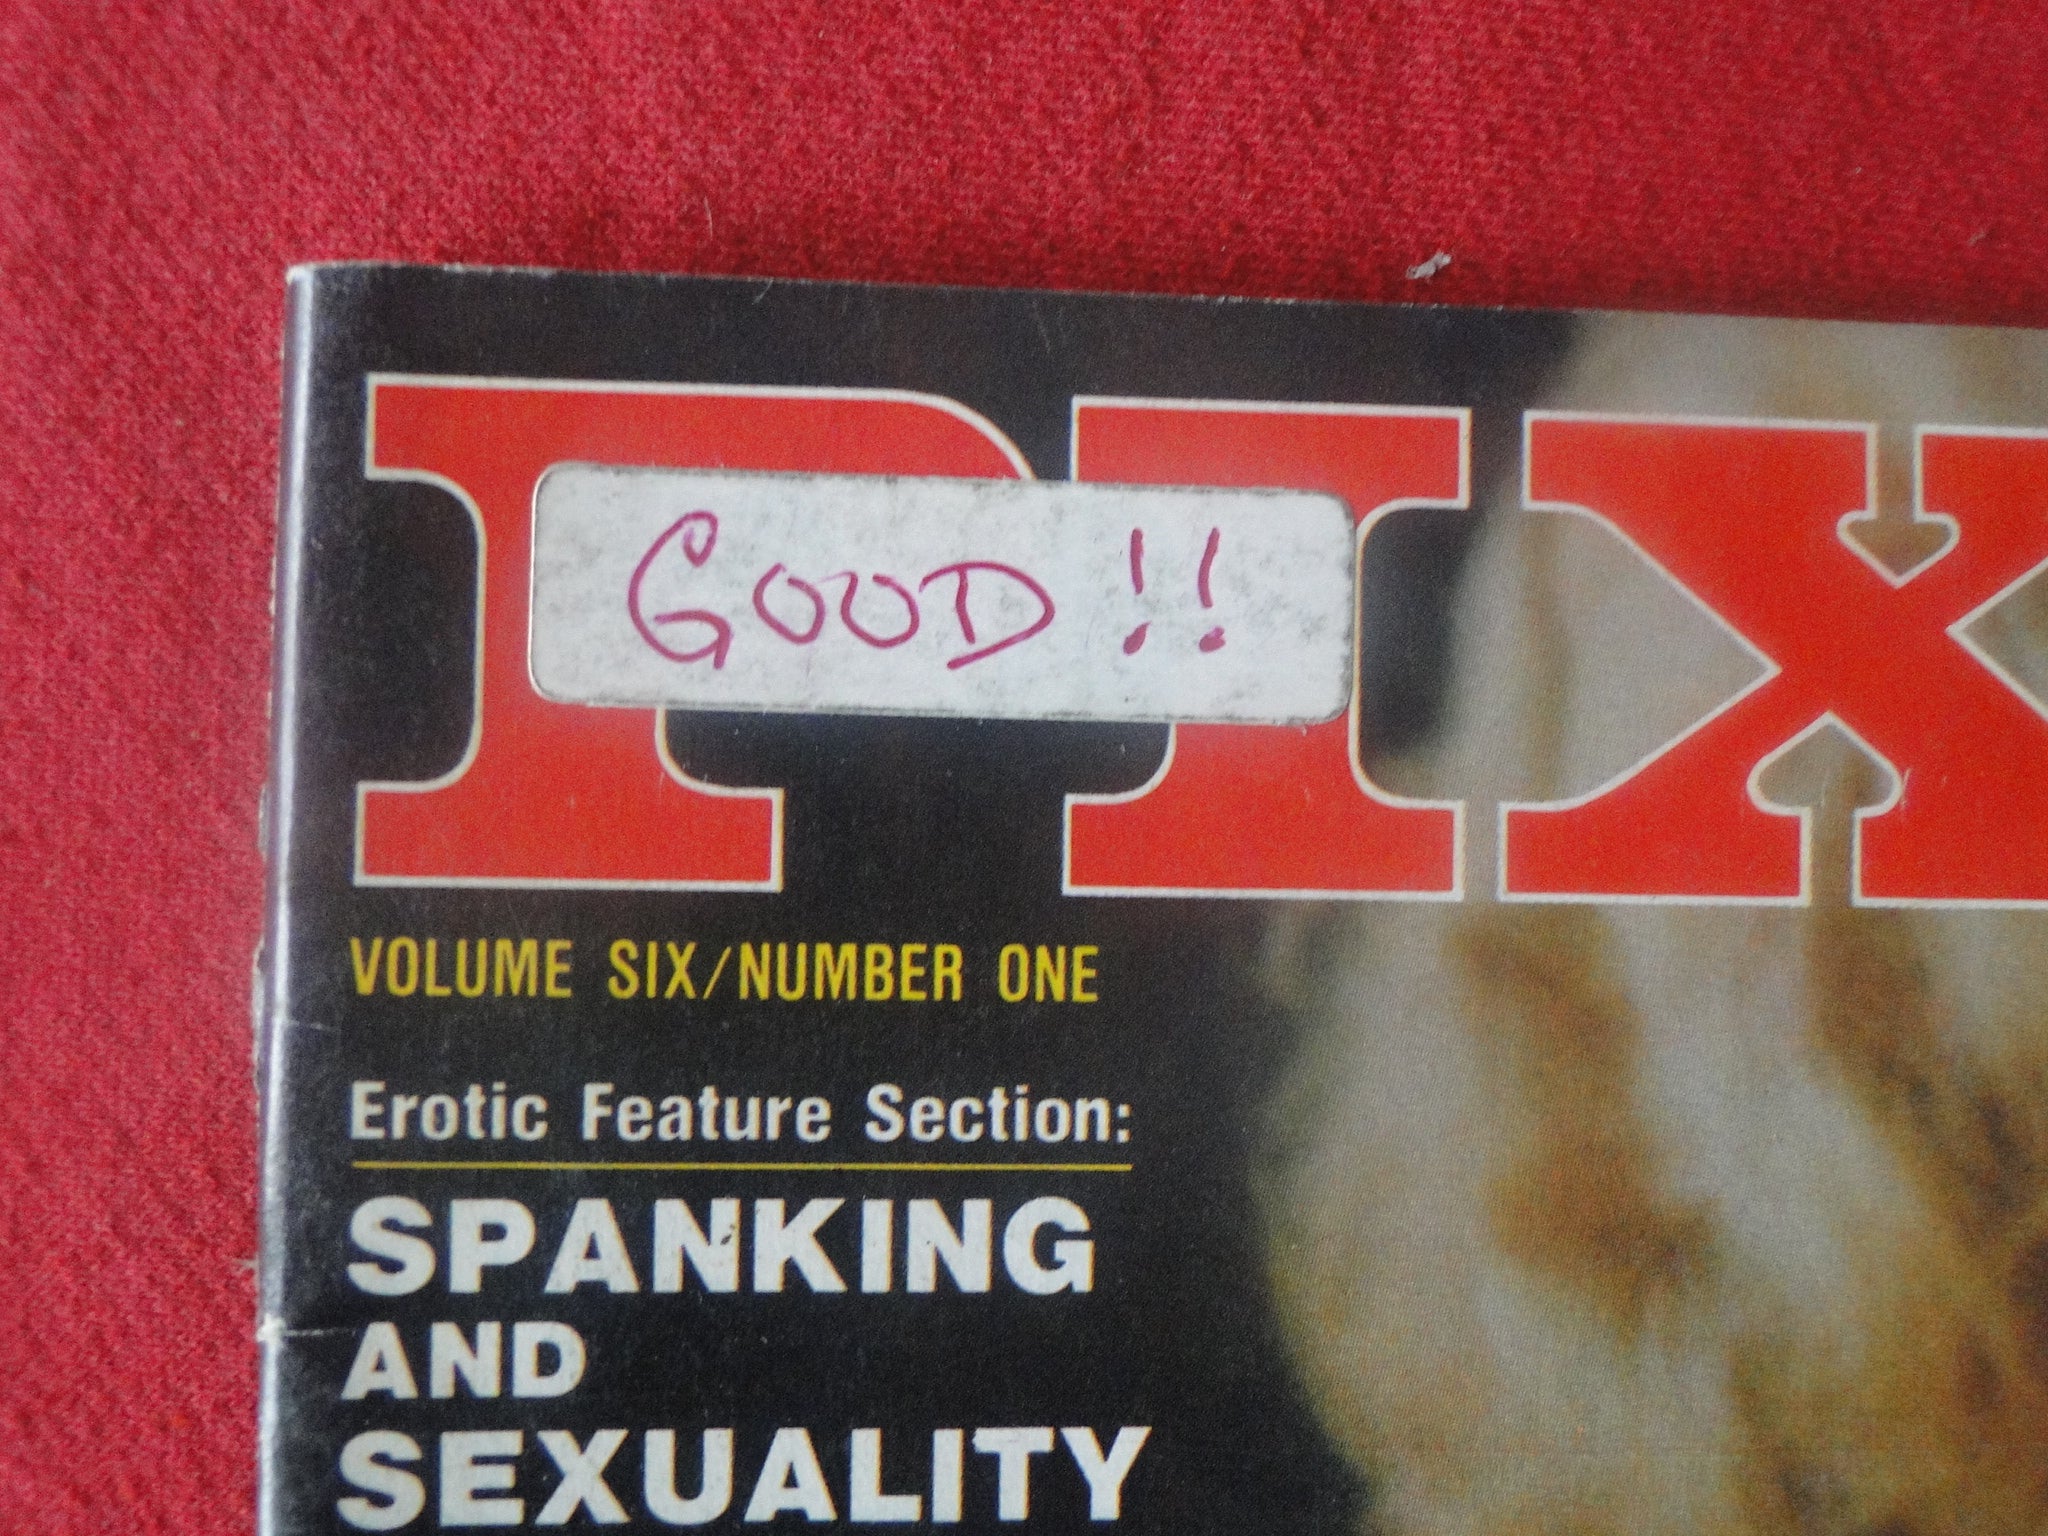 PIX
GOOD!!
VOLUME SIX/NUMBER ONE
Erotic Feature Section:
SPANKING
AND
SEXUALITY